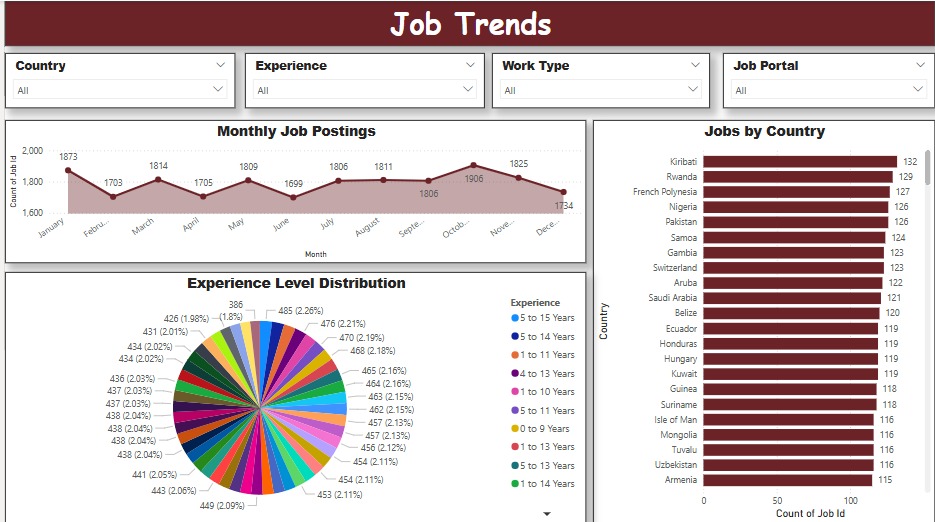 Job Trends
Country
All
Experience
All
Work Type
All
Job Portal
All
Monthly Job Postings
Count of Job Id
2,000
1,800
1,600
1873
1703
1814
1705
1809
1699
1806
1811
1806
1906
1825
1734
January
Febru...
March
April
May
June
July
August
Septe...
Octob...
Nove...
Dece...
Month
Experience Level Distribution
485 (2.26%)
476 (2.21%)
470 (2.19%)
468 (2.18%)
465 (2.16%)
464 (2.16%)
463 (2.15%)
462 (2.15%)
457 (2.13%)
457 (2.13%)
456 (2.12%)
454 (2.11%)
454 (2.11%)
453 (2.11%)
449 (2.09%)
443 (2.06%)
441 (2.05%)
438 (2.04%)
438 (2.04%)
438 (2.04%)
437 (2.03%)
437 (2.03%)
436 (2.03%)
434 (2.02%)
434 (2.02%)
431 (2.01%)
426 (1.98%)
386
(1.8%)
Experience
5 to 15 Years
5 to 14 Years
1 to 11 Years
4 to 13 Years
1 to 10 Years
5 to 11 Years
0 to 9 Years
1 to 13 Years
5 to 13 Years
1 to 14 Years
Jobs by Country
Country
Kiribati 132
Rwanda 129
French Polynesia 127
Nigeria 126
Pakistan 126
Samoa 124
Gambia 123
Switzerland 123
Aruba 122
Saudi Arabia 121
Belize 120
Ecuador 119
Honduras 119
Hungary 119
Kuwait 119
Guinea 118
Suriname 118
Isle of Man 116
Mongolia 116
Tuvalu 116
Uzbekistan 116
Armenia 115
0 50 100
Count of Job Id